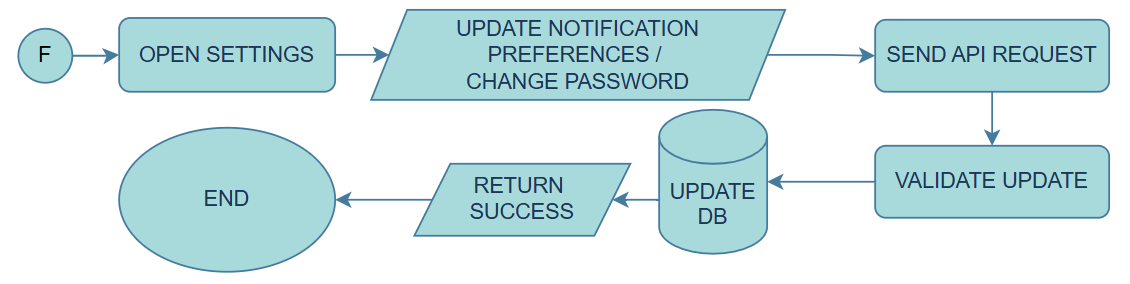 F
OPEN SETTINGS
UPDATE NOTIFICATION
PREFERENCES /
CHANGE PASSWORD
SEND API REQUEST
VALIDATE UPDATE
UPDATE
DB
RETURN
SUCCESS
END